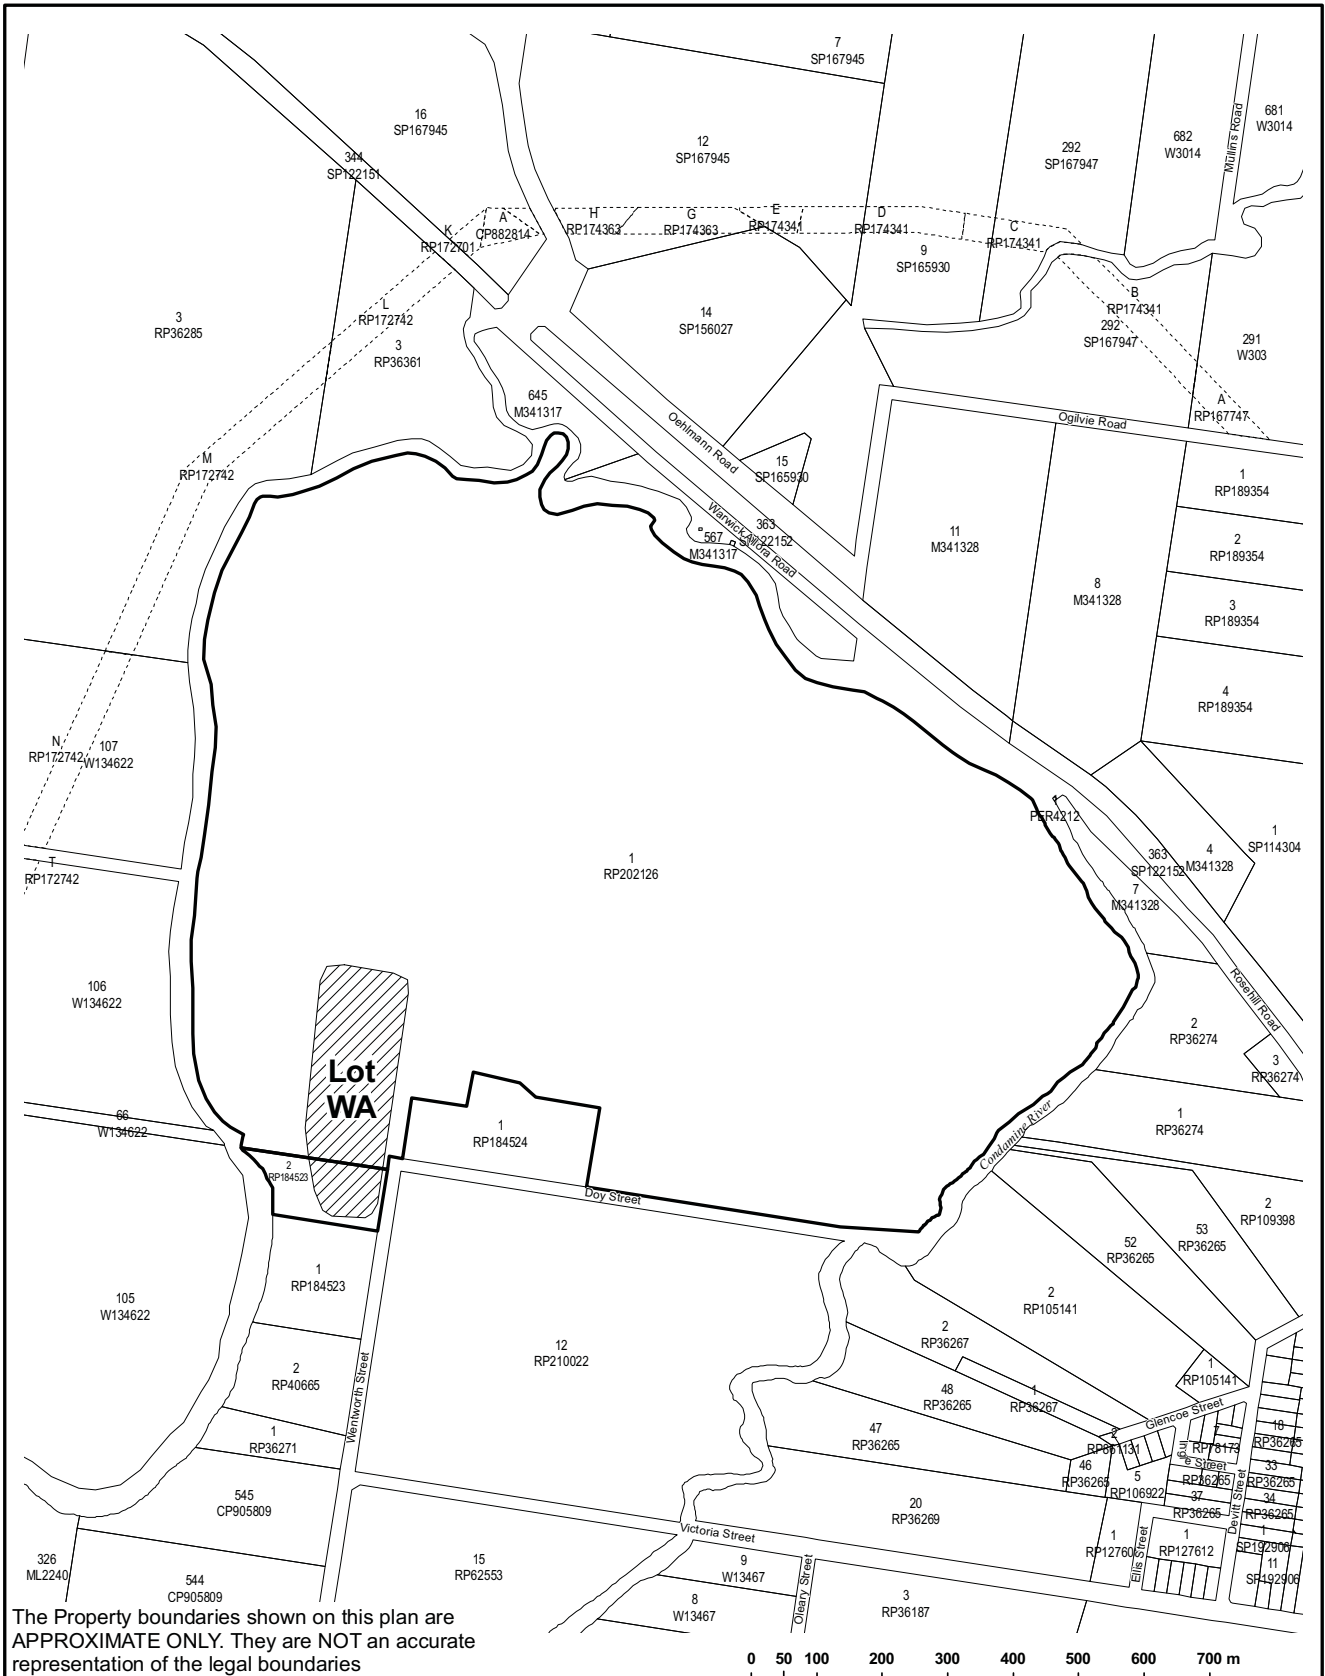 7
SP167945
16
SP167945
681
W3014
682
W3014
Mullins Road
12
SP167945
292
SP167947
344
SP122151
A
CP882814
H
RP174363
G
RP174363
E
RP174341
D
RP174341
C
RP174341
K
RP172701
9
SP165930
B
RP174341
292
SP167947
L
RP172742
3
RP36285
3
RP36361
14
SP156027
291
W303
645
M341317
A
RP167747
Ogilvie Road
Oehlmann Road
M
RP172742
15
SP165930
1
RP189354
363
Warwick Allora Road
567
M341317
11
M341328
2
RP189354
8
M341328
3
RP189354
4
RP189354
N
RP172742
107
W134622
PER4212
1
SP114304
363
SP122152
4
M341328
7
M341328
T
RP172742
1
RP202126
106
W134622
Rosehill Road
2
RP36274
3
RP36274
Lot
WA
66
W134622
1
RP184524
1
RP36274
Condamine River
2
RP184523
Doy Street
2
RP109398
53
RP36265
52
RP36265
1
RP184523
105
W134622
2
RP105141
2
RP36267
12
RP210022
1
RP105141
2
RP40665
48
RP36265
1
RP36267
Glencoe Street
Wentworth Street
1
RP36271
47
RP36265
2
RP861131
7
RP78173
18
RP36265
46
RP36265
5
RP106922
e Street
RP36265
33
RP36265
37
RP36265
34
RP36265
Devitt Street
545
CP905809
20
RP36269
Victoria Street
1
RP12760
Ellis Street
1
RP127612
1
SP192906
11
SP192906
326
ML2240
544
CP905809
15
RP62553
9
W13467
8
W13467
Oleary Street
3
RP36187
The Property boundaries shown on this plan are
APPROXIMATE ONLY. They are NOT an accurate
representation of the legal boundaries
0 50 100 200 300 400 500 600 700 m